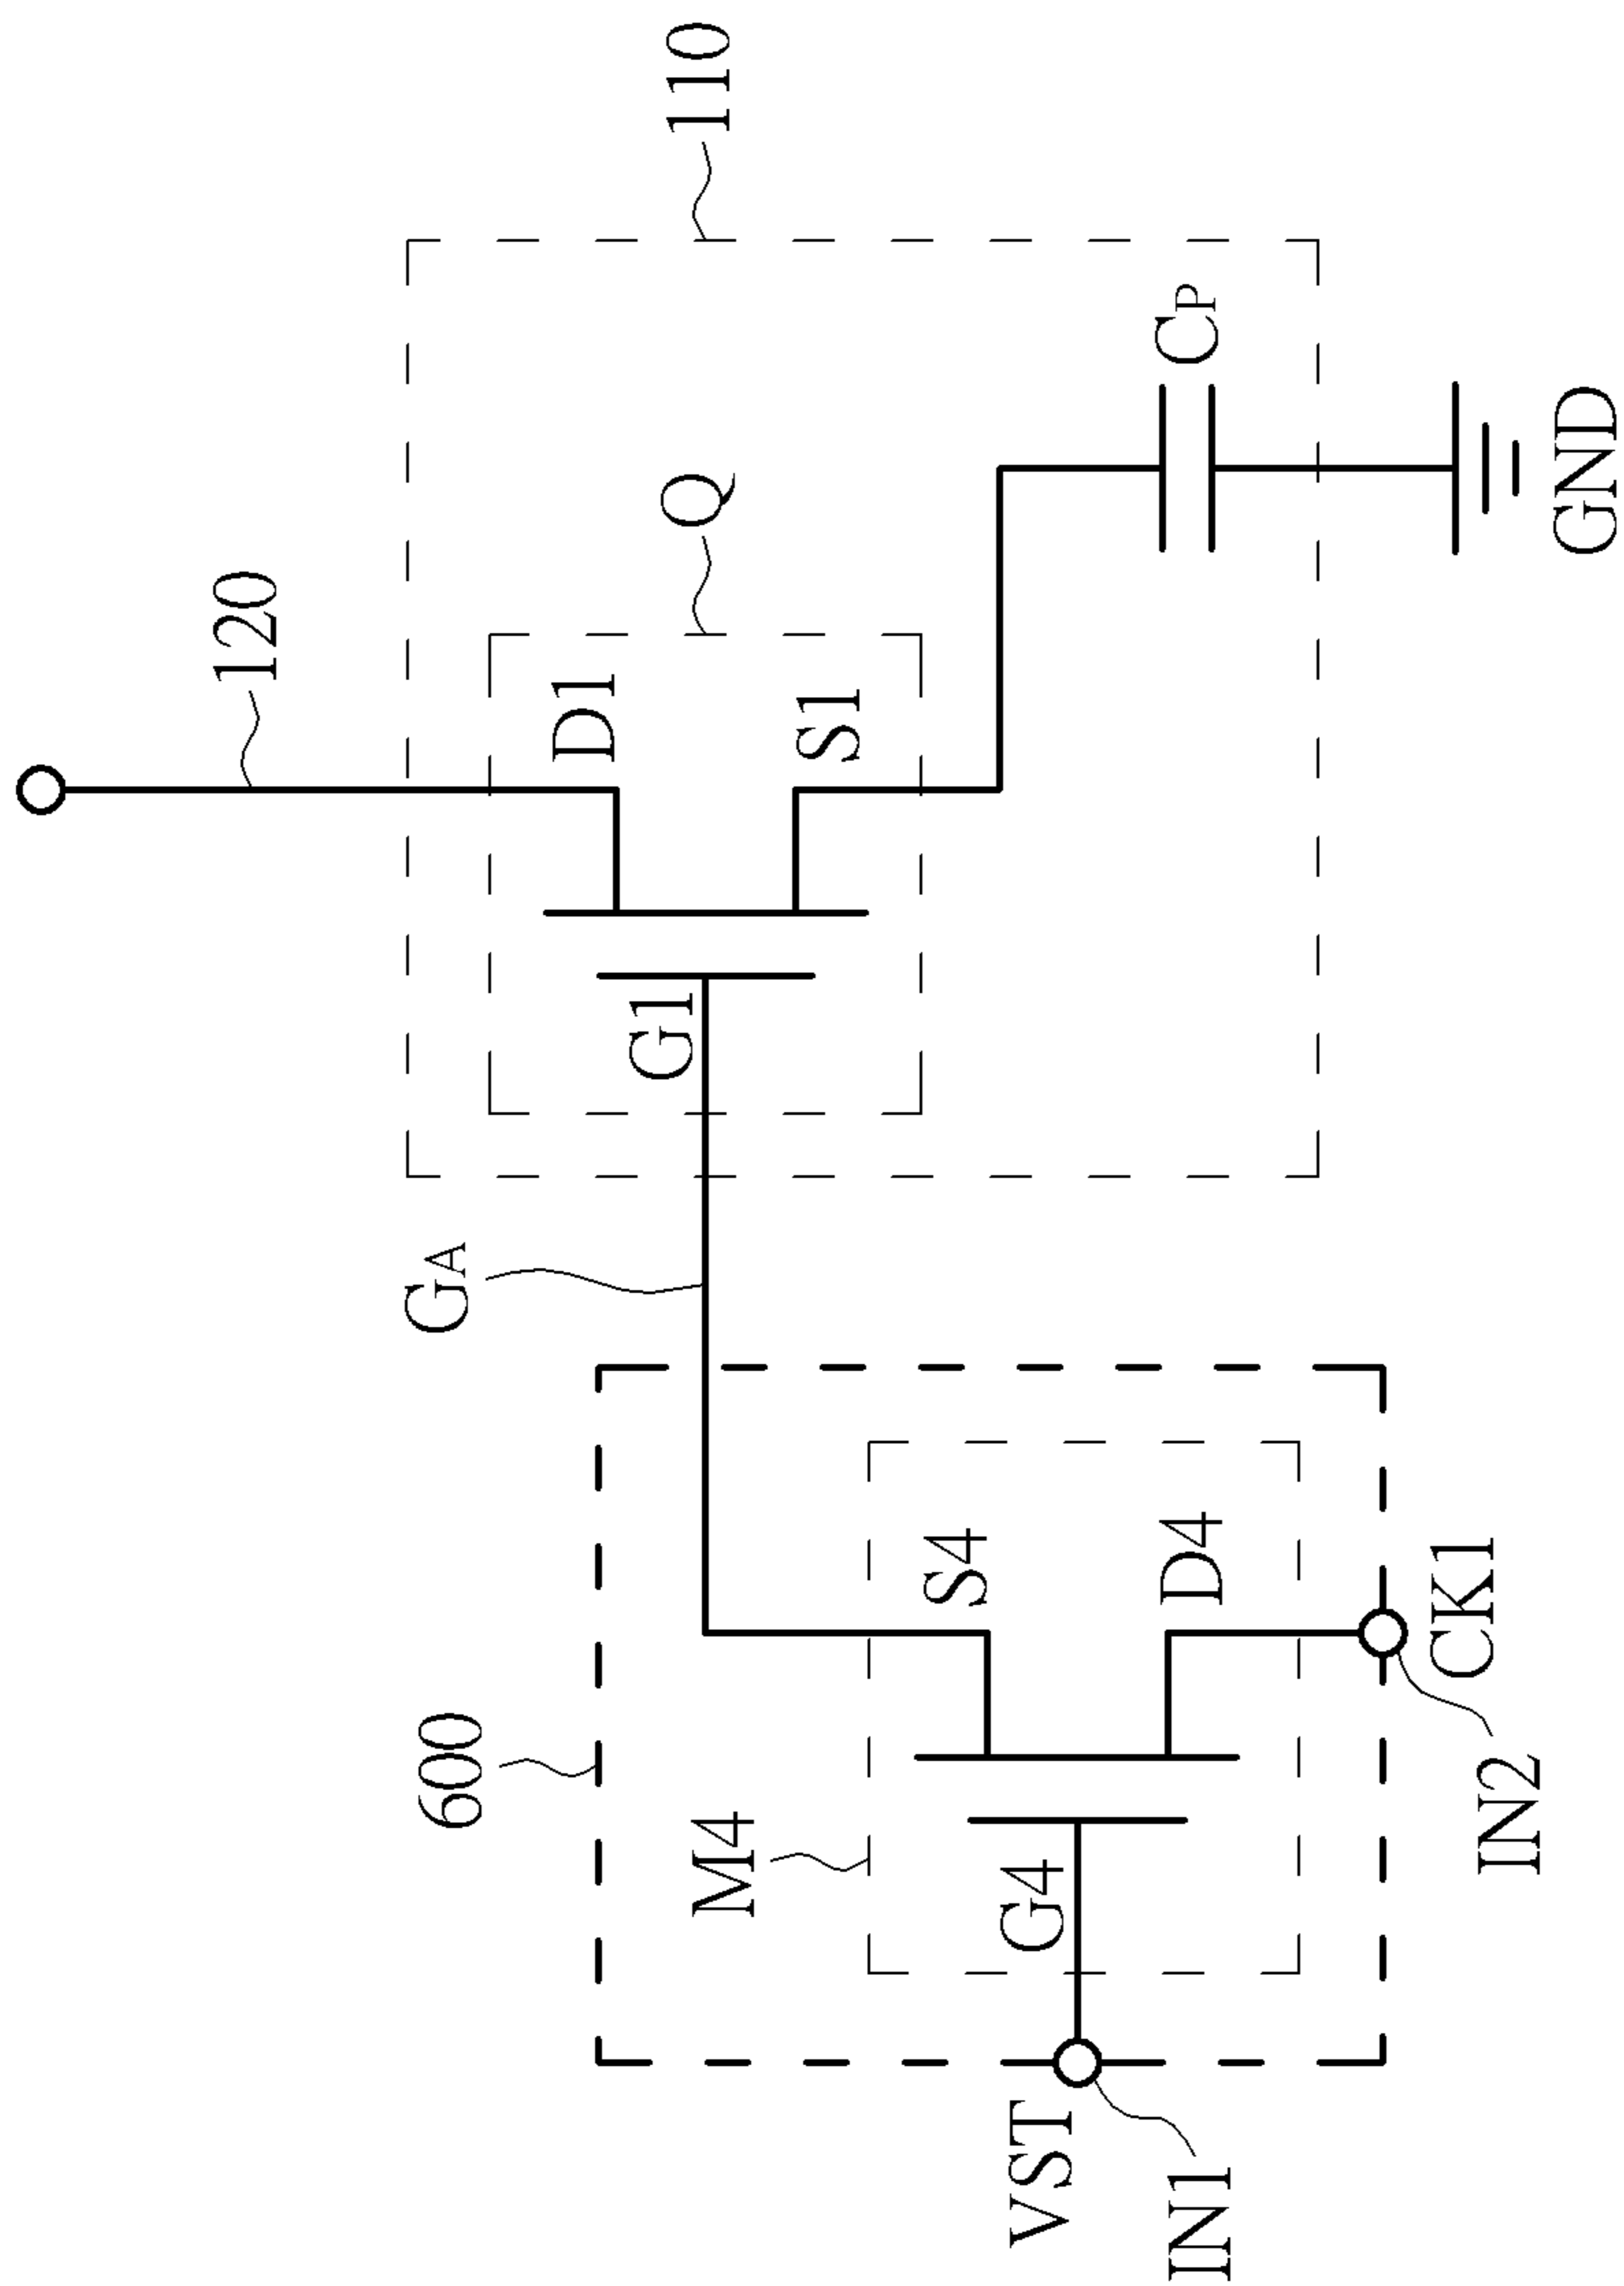 120
110
Q
D1
S1
G1
CP
GND
GA
600
M4
S4
D4
G4
CK1
IN2
VST
IN1